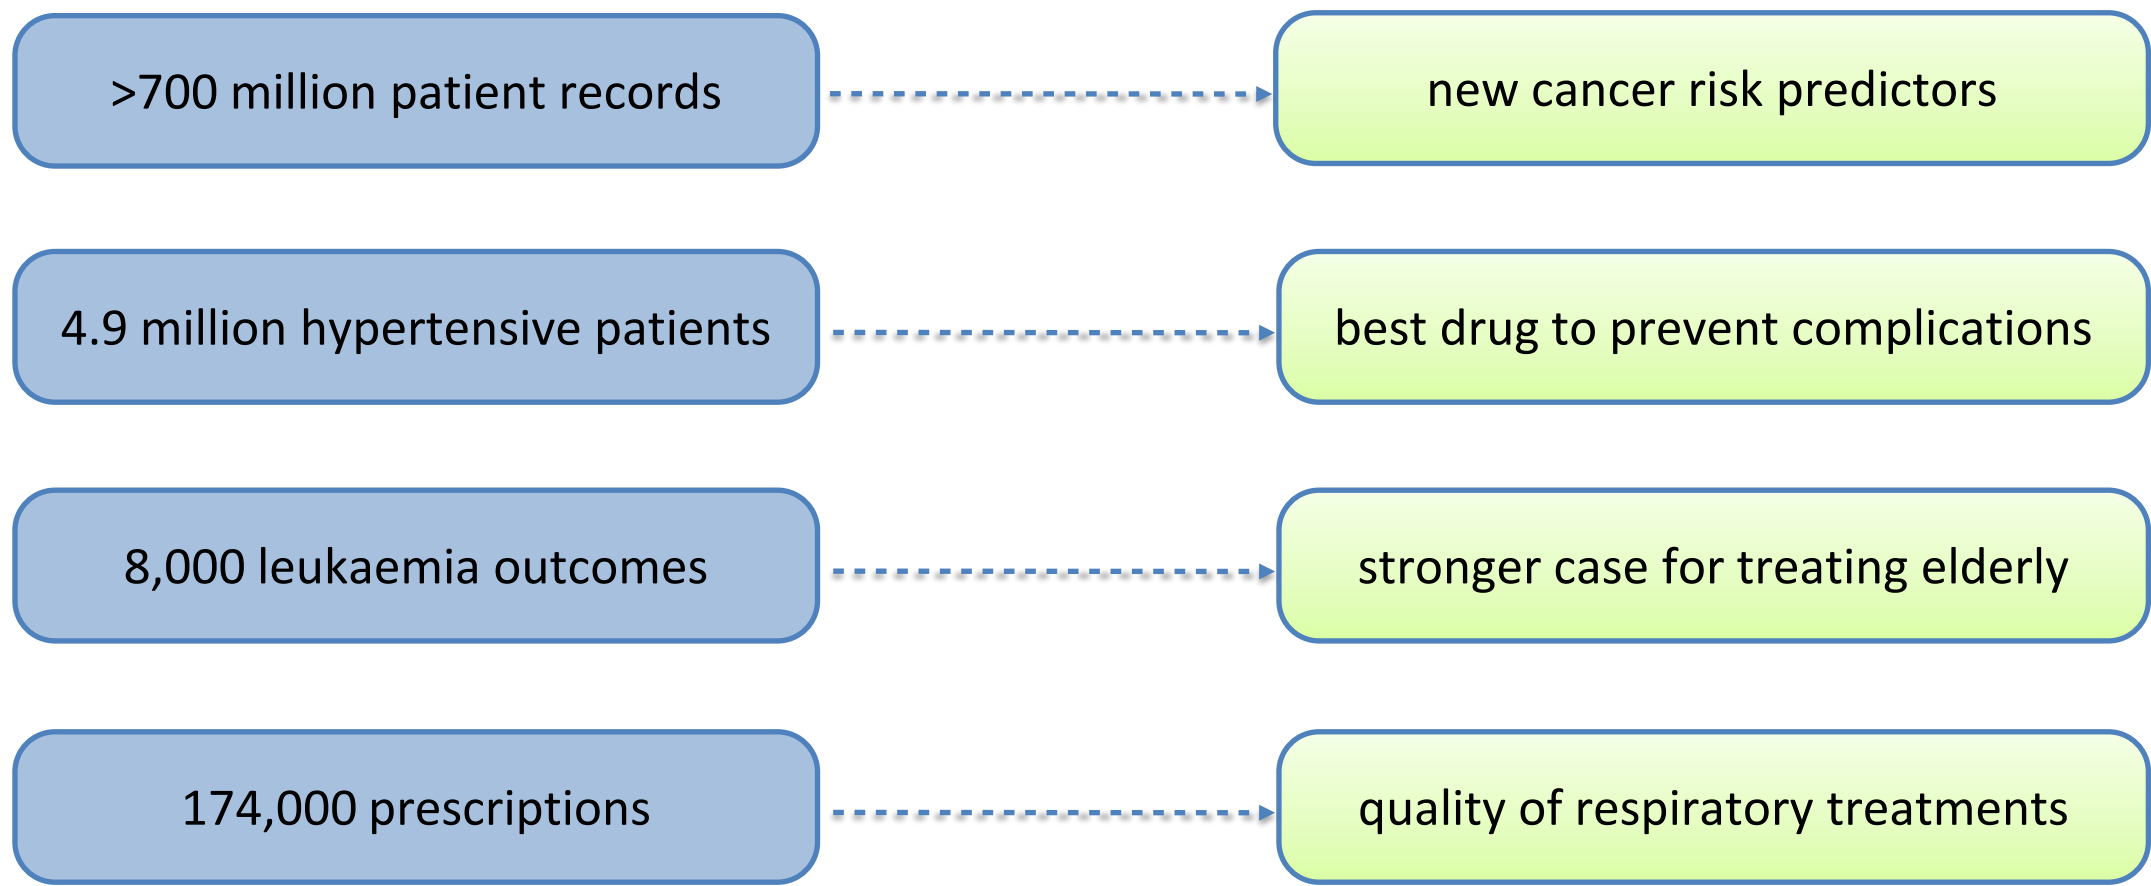 >700 million patient records
new cancer risk predictors
4.9 million hypertensive patients
best drug to prevent complications
8,000 leukaemia outcomes
stronger case for treating elderly
174,000 prescriptions
quality of respiratory treatments